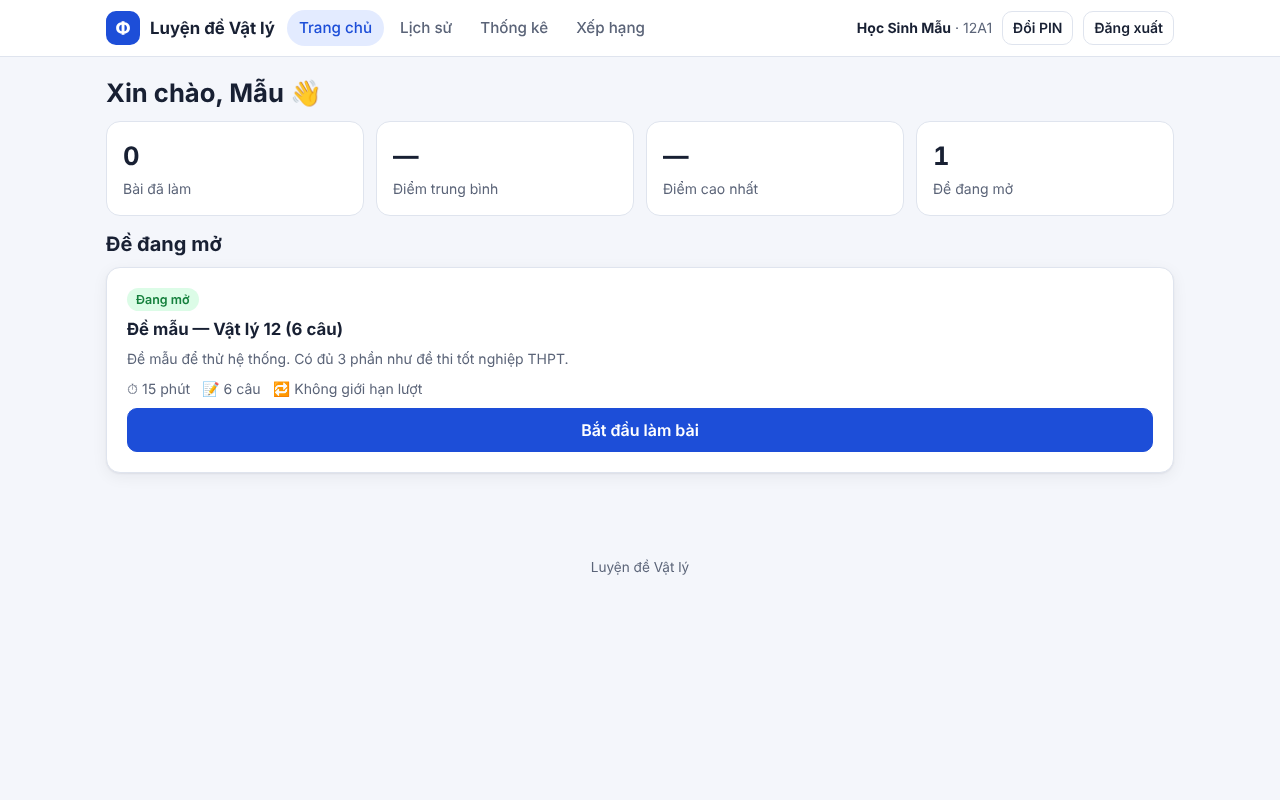 Φ Luyện đề Vật lý Trang chủ Lịch sử Thống kê Xếp hạng Học Sinh Mẫu · 12A1 Đổi PIN Đăng xuất
Xin chào, Mẫu 👋
0 — — 1
Bài đã làm Điểm trung bình Điểm cao nhất Đề đang mở
Đề đang mở
Đang mở
Đề mẫu — Vật lý 12 (6 câu)
Đề mẫu để thử hệ thống. Có đủ 3 phần như đề thi tốt nghiệp THPT.
⏱ 15 phút 📝 6 câu 🔁 Không giới hạn lượt
Bắt đầu làm bài
Luyện đề Vật lý